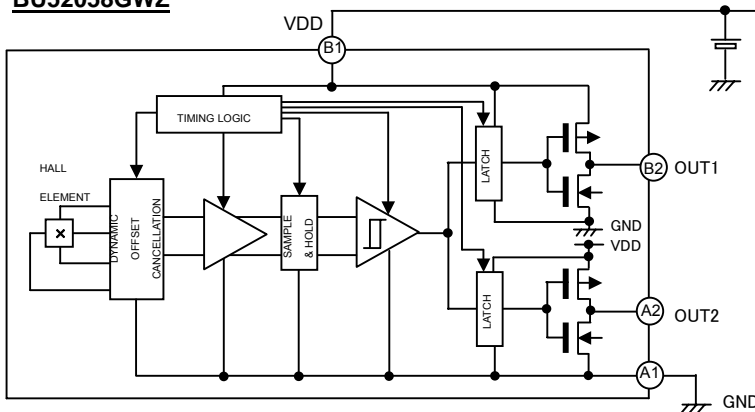 BU52058GWZ
VDD
B1
TIMING LOGIC
HALL
ELEMENT
×
DYNAMIC
OFFSET
CANCELLATION
SAMPLE
& HOLD
LATCH
B2 OUT1
GND
VDD
LATCH
A2 OUT2
A1
GND